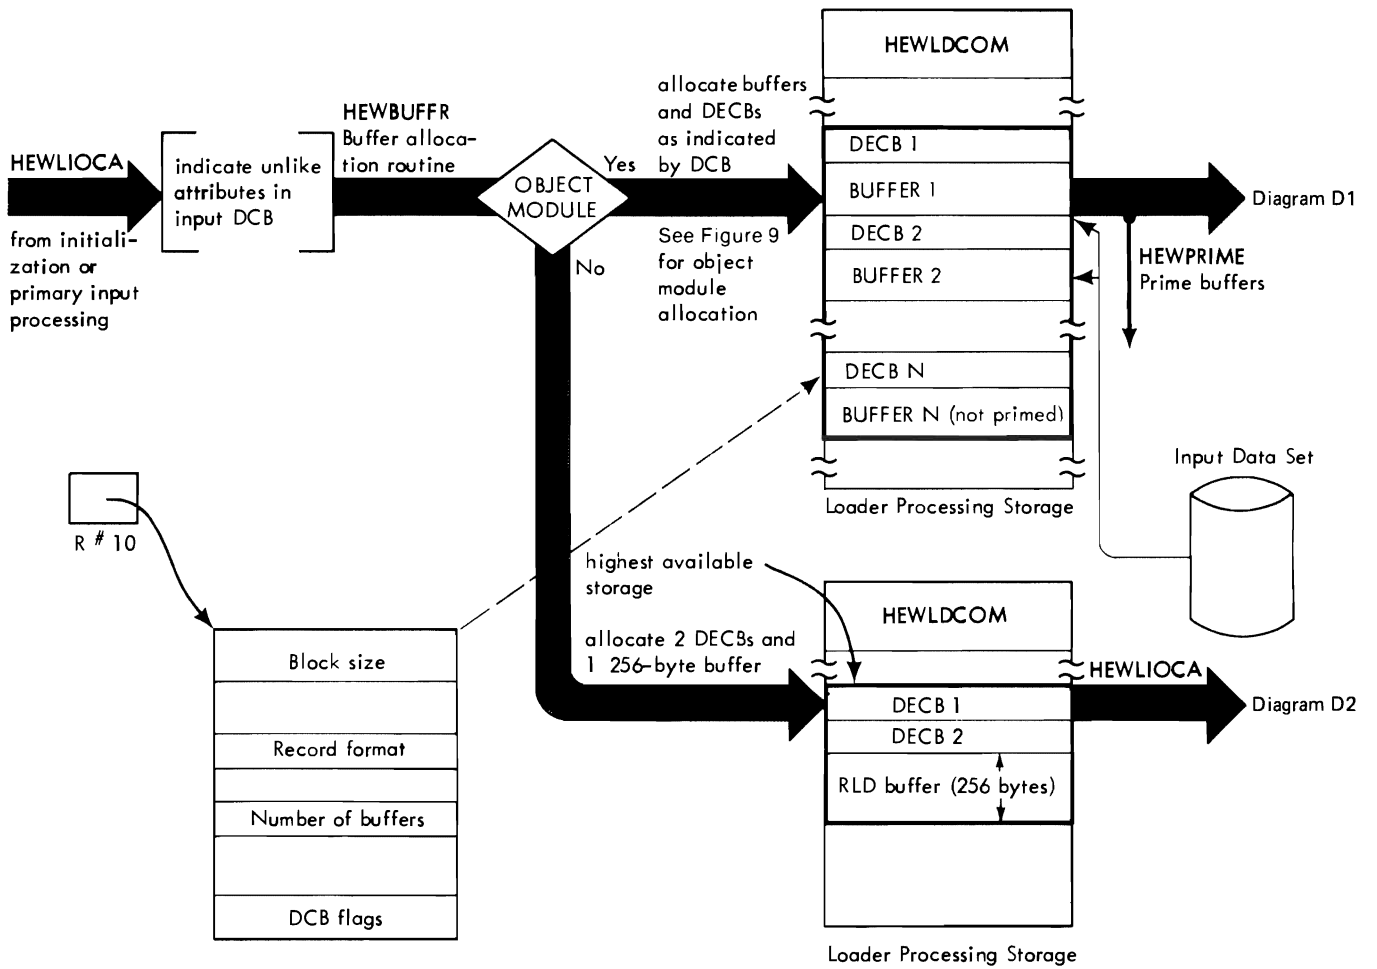 HEWLIOCA
from initiali-
zation or
primary input
processing
indicate unlike
attributes in
input DCB
HEWBUFFR
Buffer alloca-
tion routine
OBJECT
MODULE
Yes
No
allocate buffers
and DECBs
as indicated
by DCB
See Figure 9
for object
module
allocation
HEWLDCOM
DECB 1
BUFFER 1
DECB 2
BUFFER 2
DECB N
BUFFER N (not primed)
Loader Processing Storage
Diagram D1
HEWPRIME
Prime buffers
Input Data Set
R # 10
Block size
Record format
Number of buffers
DCB flags
highest available
storage
allocate 2 DECBs and
1 256-byte buffer
HEWLDCOM
DECB 1
DECB 2
RLD buffer (256 bytes)
Loader Processing Storage
HEWLIOCA
Diagram D2